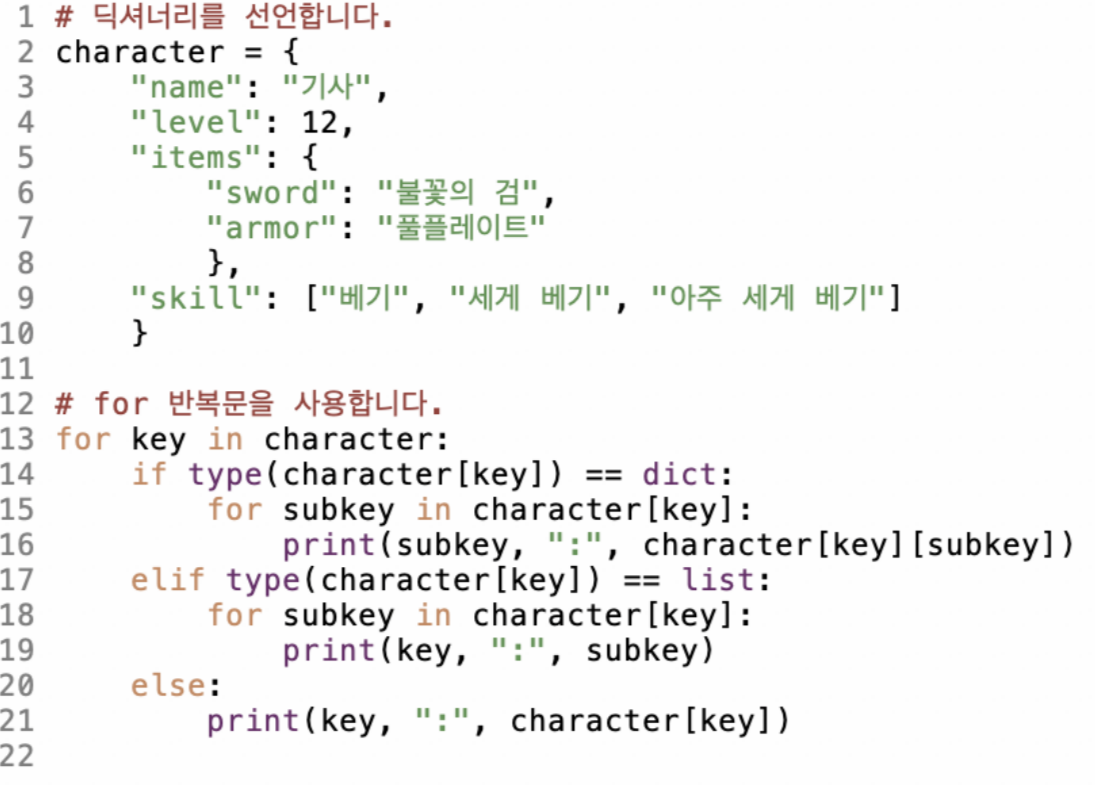 1 # 딕셔너리를 선언합니다.
2 character = {
3     "name": "기사",
4     "level": 12,
5     "items": {
6         "sword": "불꽃의 검",
7         "armor": "풀플레이트"
8         },
9     "skill": ["베기", "세게 베기", "아주 세게 베기"]
10     }
11
12 # for 반복문을 사용합니다.
13 for key in character:
14     if type(character[key]) == dict:
15         for subkey in character[key]:
16             print(subkey, ":", character[key][subkey])
17     elif type(character[key]) == list:
18         for subkey in character[key]:
19             print(key, ":", subkey)
20     else:
21         print(key, ":", character[key])
22